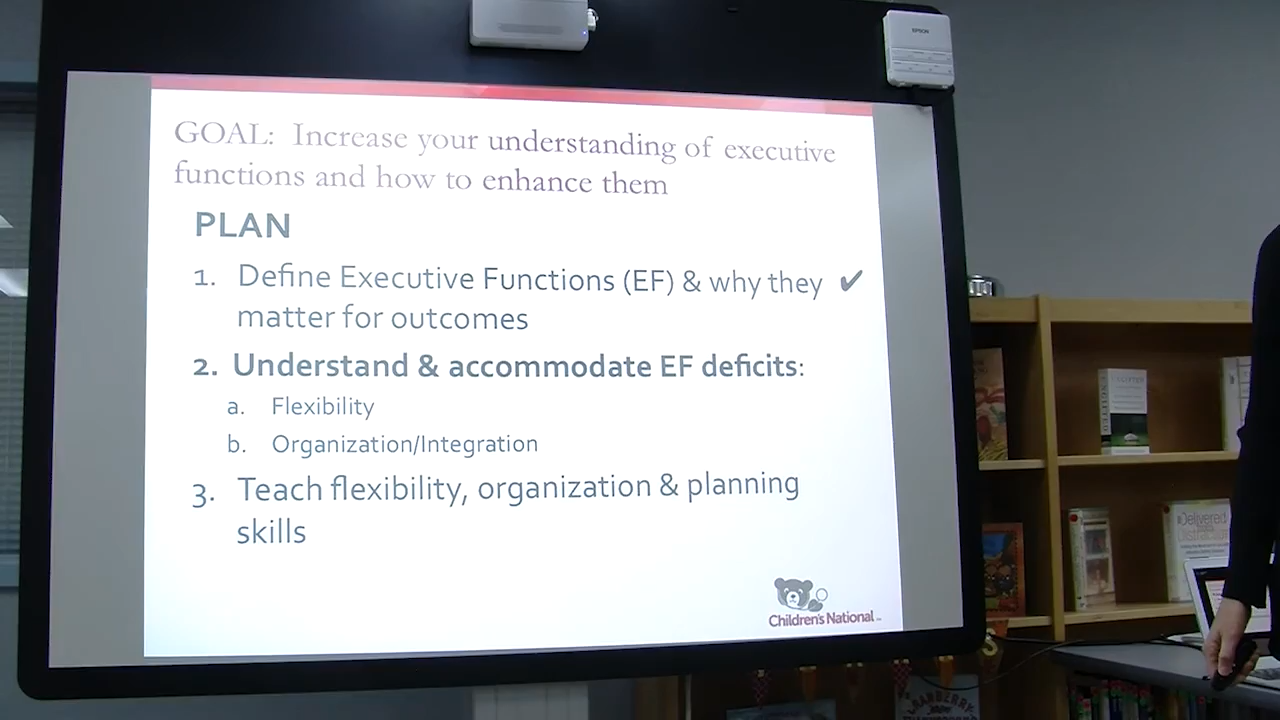 EPSON
GOAL: Increase your understanding of executive
functions and how to enhance them
PLAN
1. Define Executive Functions (EF) & why they ✔
matter for outcomes
2. Understand & accommodate EF deficits:
a. Flexibility
b. Organization/Integration
3. Teach flexibility, organization & planning
skills
Children's National
Delivered
from
Distraction